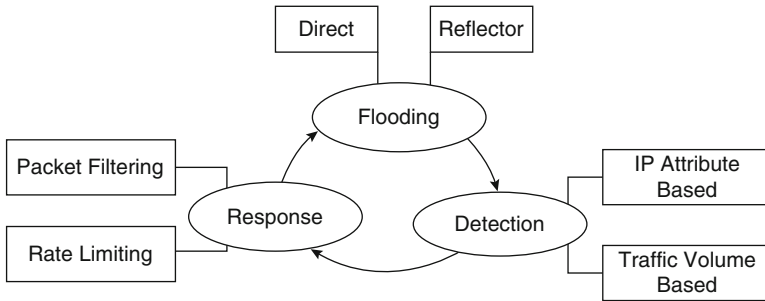 Direct
Reflector
Flooding
Packet Filtering
IP Attribute
Based
Response
Detection
Rate Limiting
Traffic Volume
Based